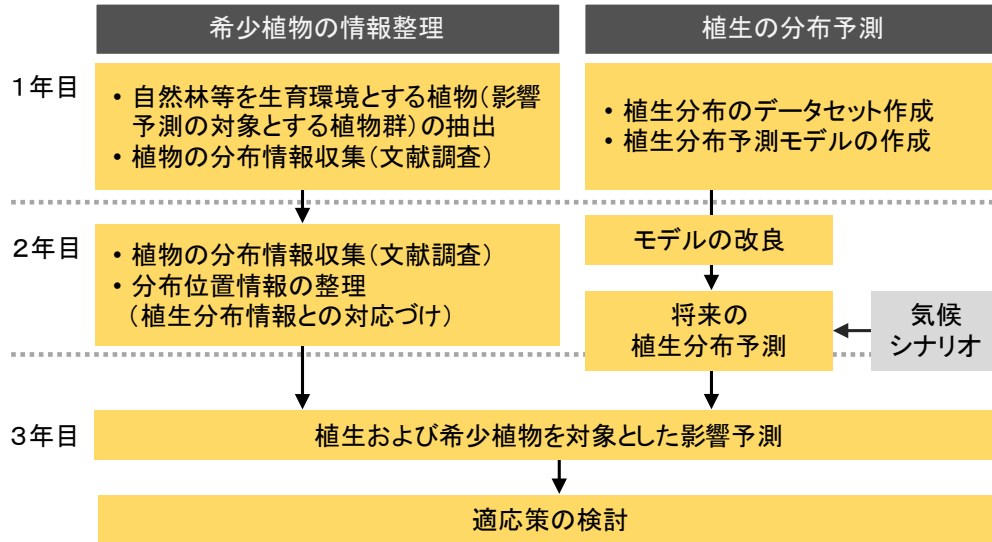 希少植物の情報整理
植生の分布予測
1年目
・自然林等を生育環境とする植物(影響
予測の対象とする植物群)の抽出
・植物の分布情報収集(文献調査)
・植生分布のデータセット作成
・植生分布予測モデルの作成
2年目
・植物の分布情報収集(文献調査)
・分布位置情報の整理
(植生分布情報との対応づけ)
モデルの改良
将来の
植生分布予測
気候
シナリオ
3年目
植生および希少植物を対象とした影響予測
適応策の検討